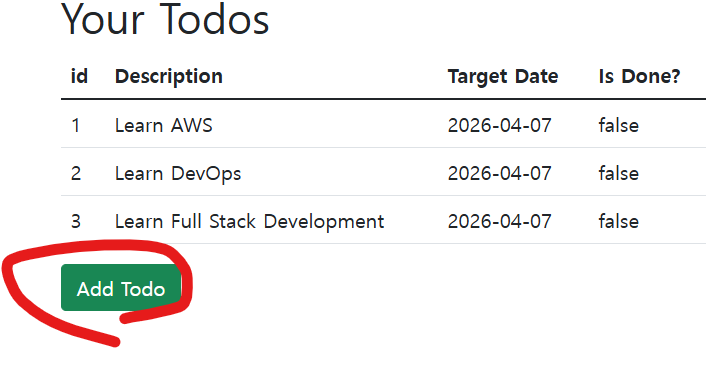 Your Todos
id Description Target Date Is Done?
1 Learn AWS 2026-04-07 false
2 Learn DevOps 2026-04-07 false
3 Learn Full Stack Development 2026-04-07 false
Add Todo